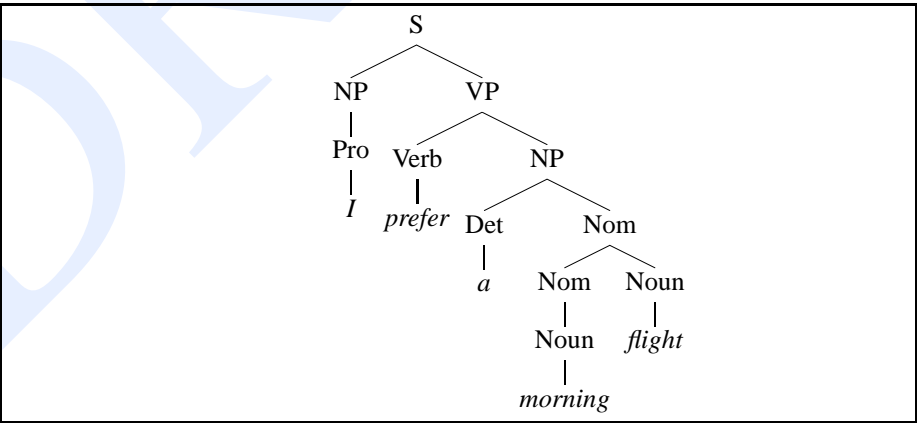 S
NP VP
Pro Verb NP
I prefer Det Nom
a Nom Noun
Noun flight
morning